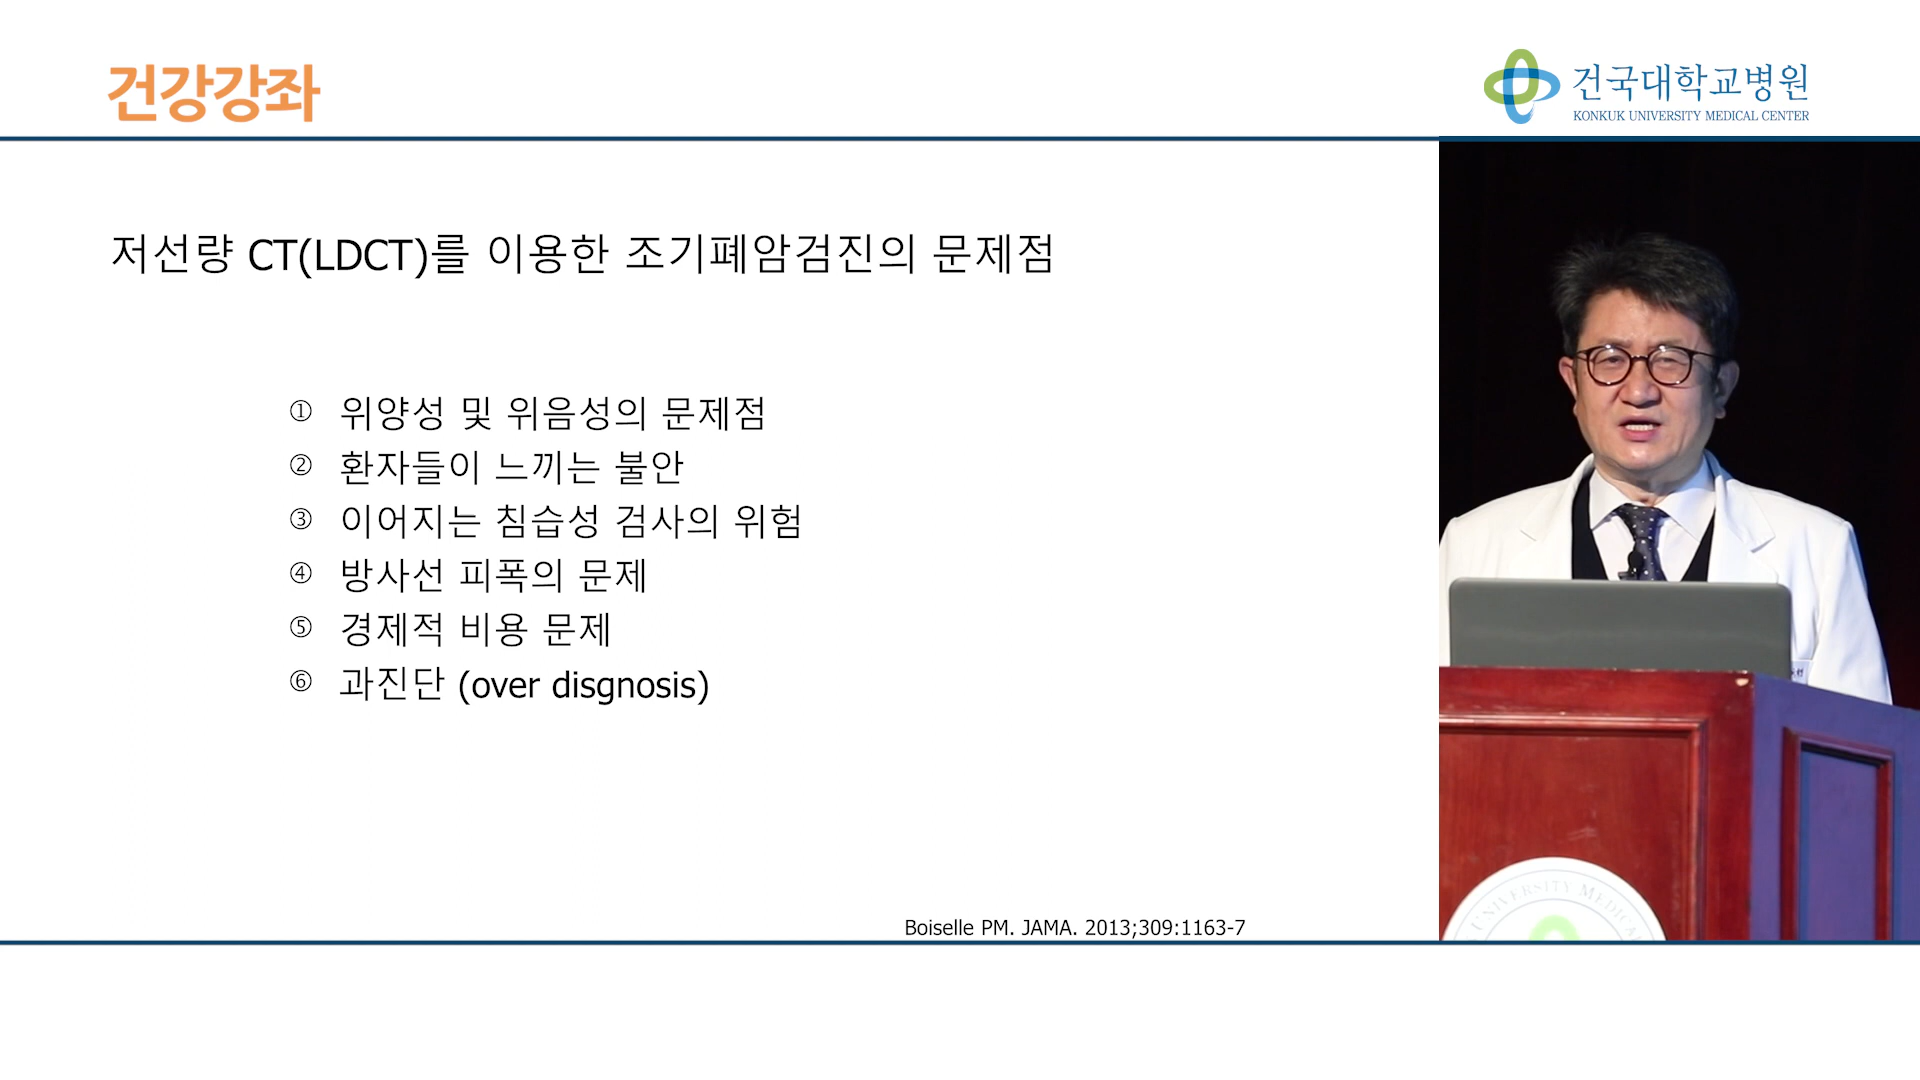 건강강좌
건국대학교병원
KONKUK UNIVERSITY MEDICAL CENTER
저선량 CT(LDCT)를 이용한 조기폐암검진의 문제점
① 위양성 및 위음성의 문제점
② 환자들이 느끼는 불안
③ 이어지는 침습성 검사의 위험
④ 방사선 피폭의 문제
⑤ 경제적 비용 문제
⑥ 과진단 (over disgnosis)
Boiselle PM. JAMA. 2013;309:1163-7
UNIVERSITY